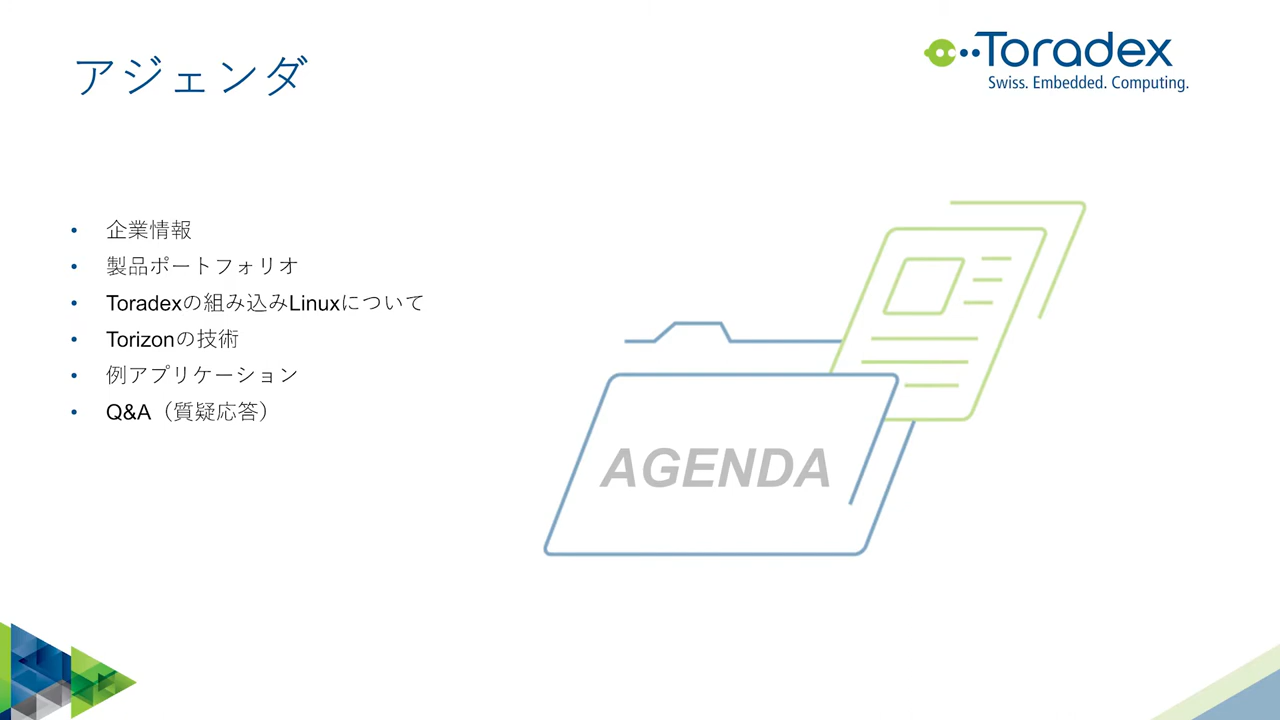 アジェンダ
Toradex
Swiss. Embedded. Computing.
• 企業情報
• 製品ポートフォリオ
• Toradexの組み込みLinuxについて
• Torizonの技術
• 例アプリケーション
• Q&A（質疑応答）
AGENDA